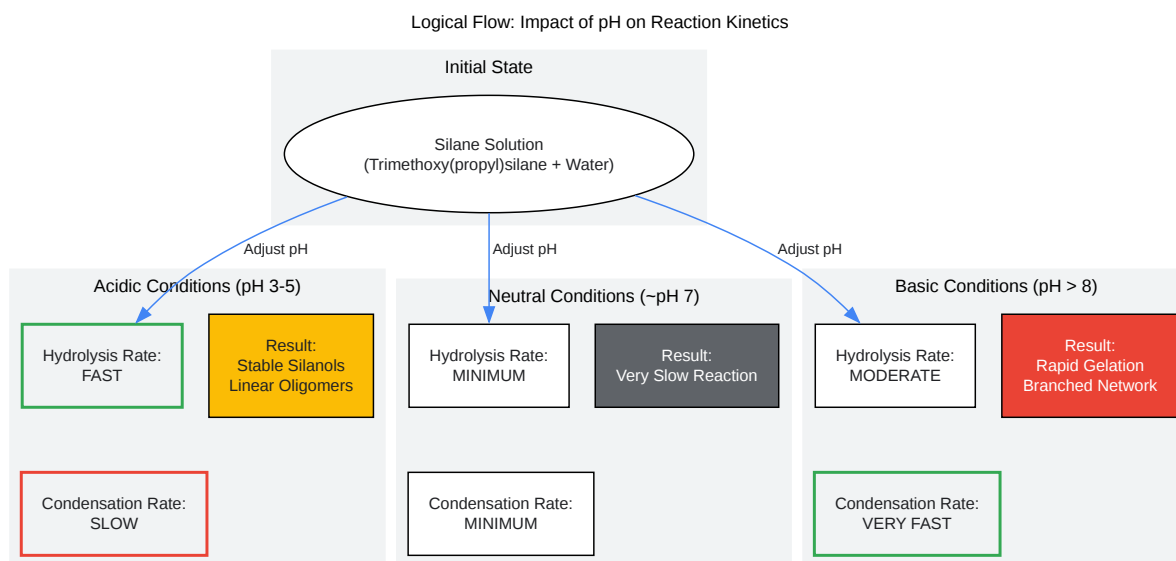 Logical Flow: Impact of pH on Reaction Kinetics
Initial State
Silane Solution
(Trimethoxy(propyl)silane + Water)
Adjust pH
Adjust pH
Adjust pH
Acidic Conditions (pH 3-5)
Hydrolysis Rate:
FAST
Result:
Stable Silanols
Linear Oligomers
Condensation Rate:
SLOW
Neutral Conditions (~pH 7)
Hydrolysis Rate:
MINIMUM
Result:
Very Slow Reaction
Condensation Rate:
MINIMUM
Basic Conditions (pH > 8)
Hydrolysis Rate:
MODERATE
Result:
Rapid Gelation
Branched Network
Condensation Rate:
VERY FAST